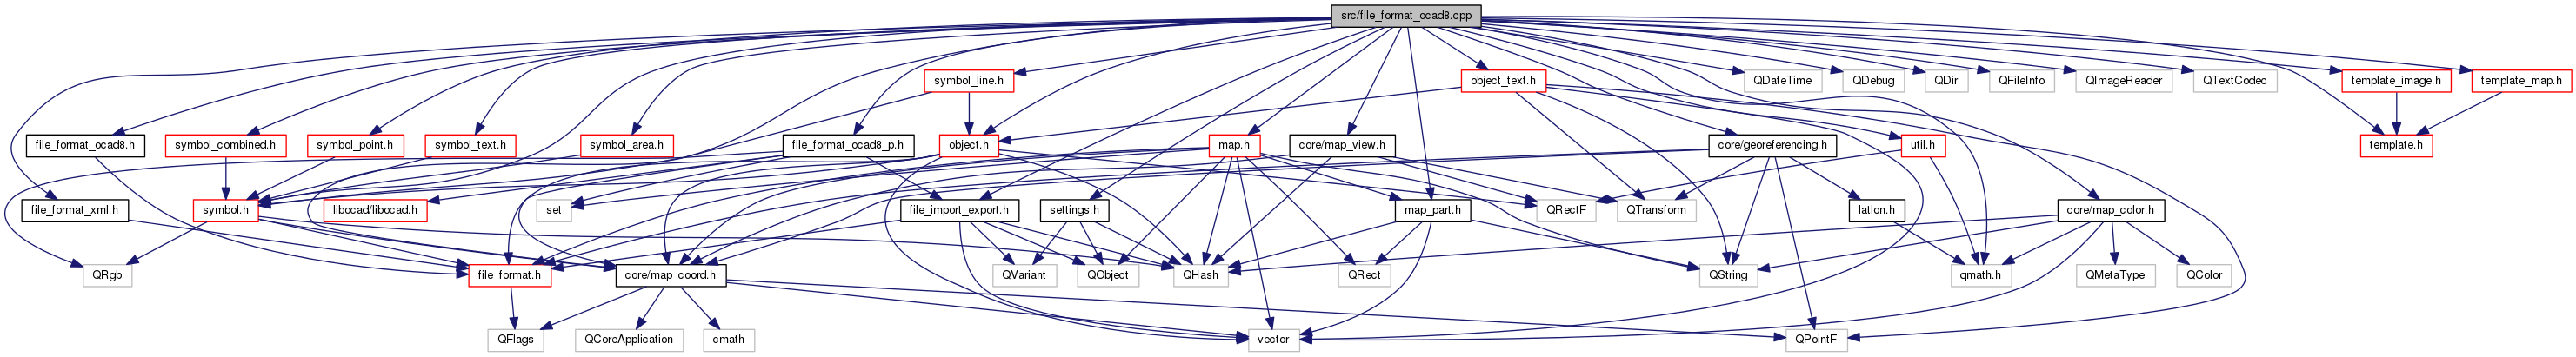 src/file_format_ocad8.cpp
symbol_line.h
object_text.h
QDateTime
QDebug
QDir
QFileInfo
QImageReader
QTextCodec
template_image.h
template_map.h
file_format_ocad8.h
symbol_combined.h
symbol_point.h
symbol_text.h
symbol_area.h
file_format_ocad8_p.h
object.h
map.h
core/map_view.h
core/georeferencing.h
util.h
template.h
file_format_xml.h
symbol.h
libocad/libocad.h
set
file_import_export.h
settings.h
map_part.h
QRectF
QTransform
latlon.h
core/map_color.h
QRgb
file_format.h
core/map_coord.h
QVariant
QObject
QHash
QRect
QString
qmath.h
QMetaType
QColor
QFlags
QCoreApplication
cmath
vector
QPointF